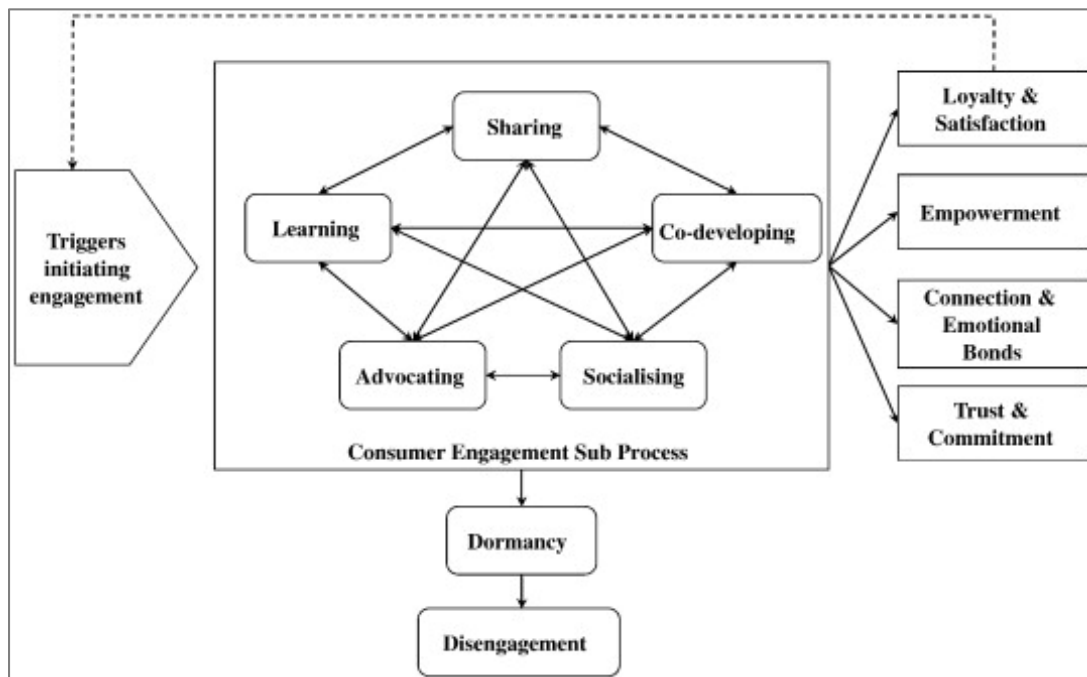 Sharing
Learning
Co-developing
Advocating
Socialising
Consumer Engagement Sub Process
Triggers
initiating
engagement
Loyalty &
Satisfaction
Empowerment
Connection &
Emotional
Bonds
Trust &
Commitment
Dormancy
Disengagement